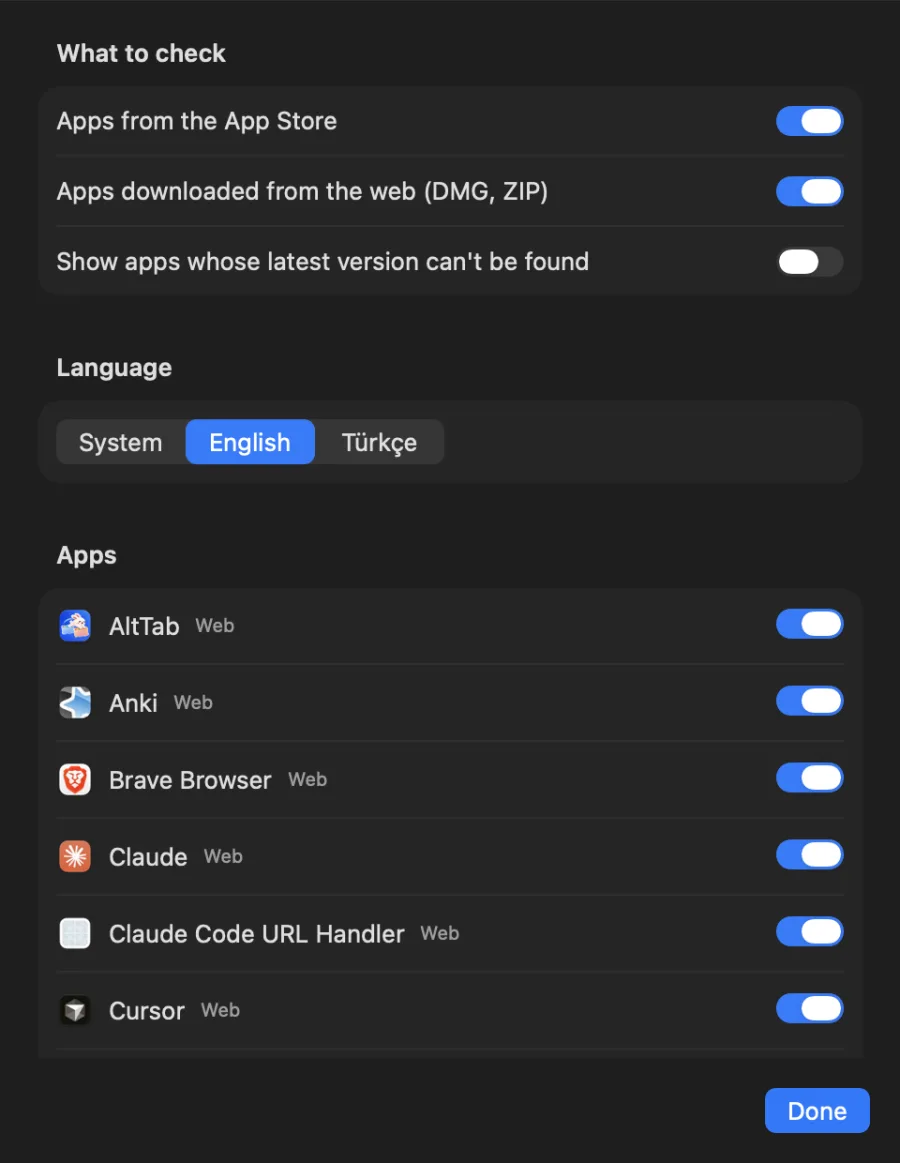 What to check
Apps from the App Store
Apps downloaded from the web (DMG, ZIP)
Show apps whose latest version can't be found
Language
System English Türkçe
Apps
AltTab Web
Anki Web
Brave Browser Web
Claude Web
Claude Code URL Handler Web
Cursor Web
Done